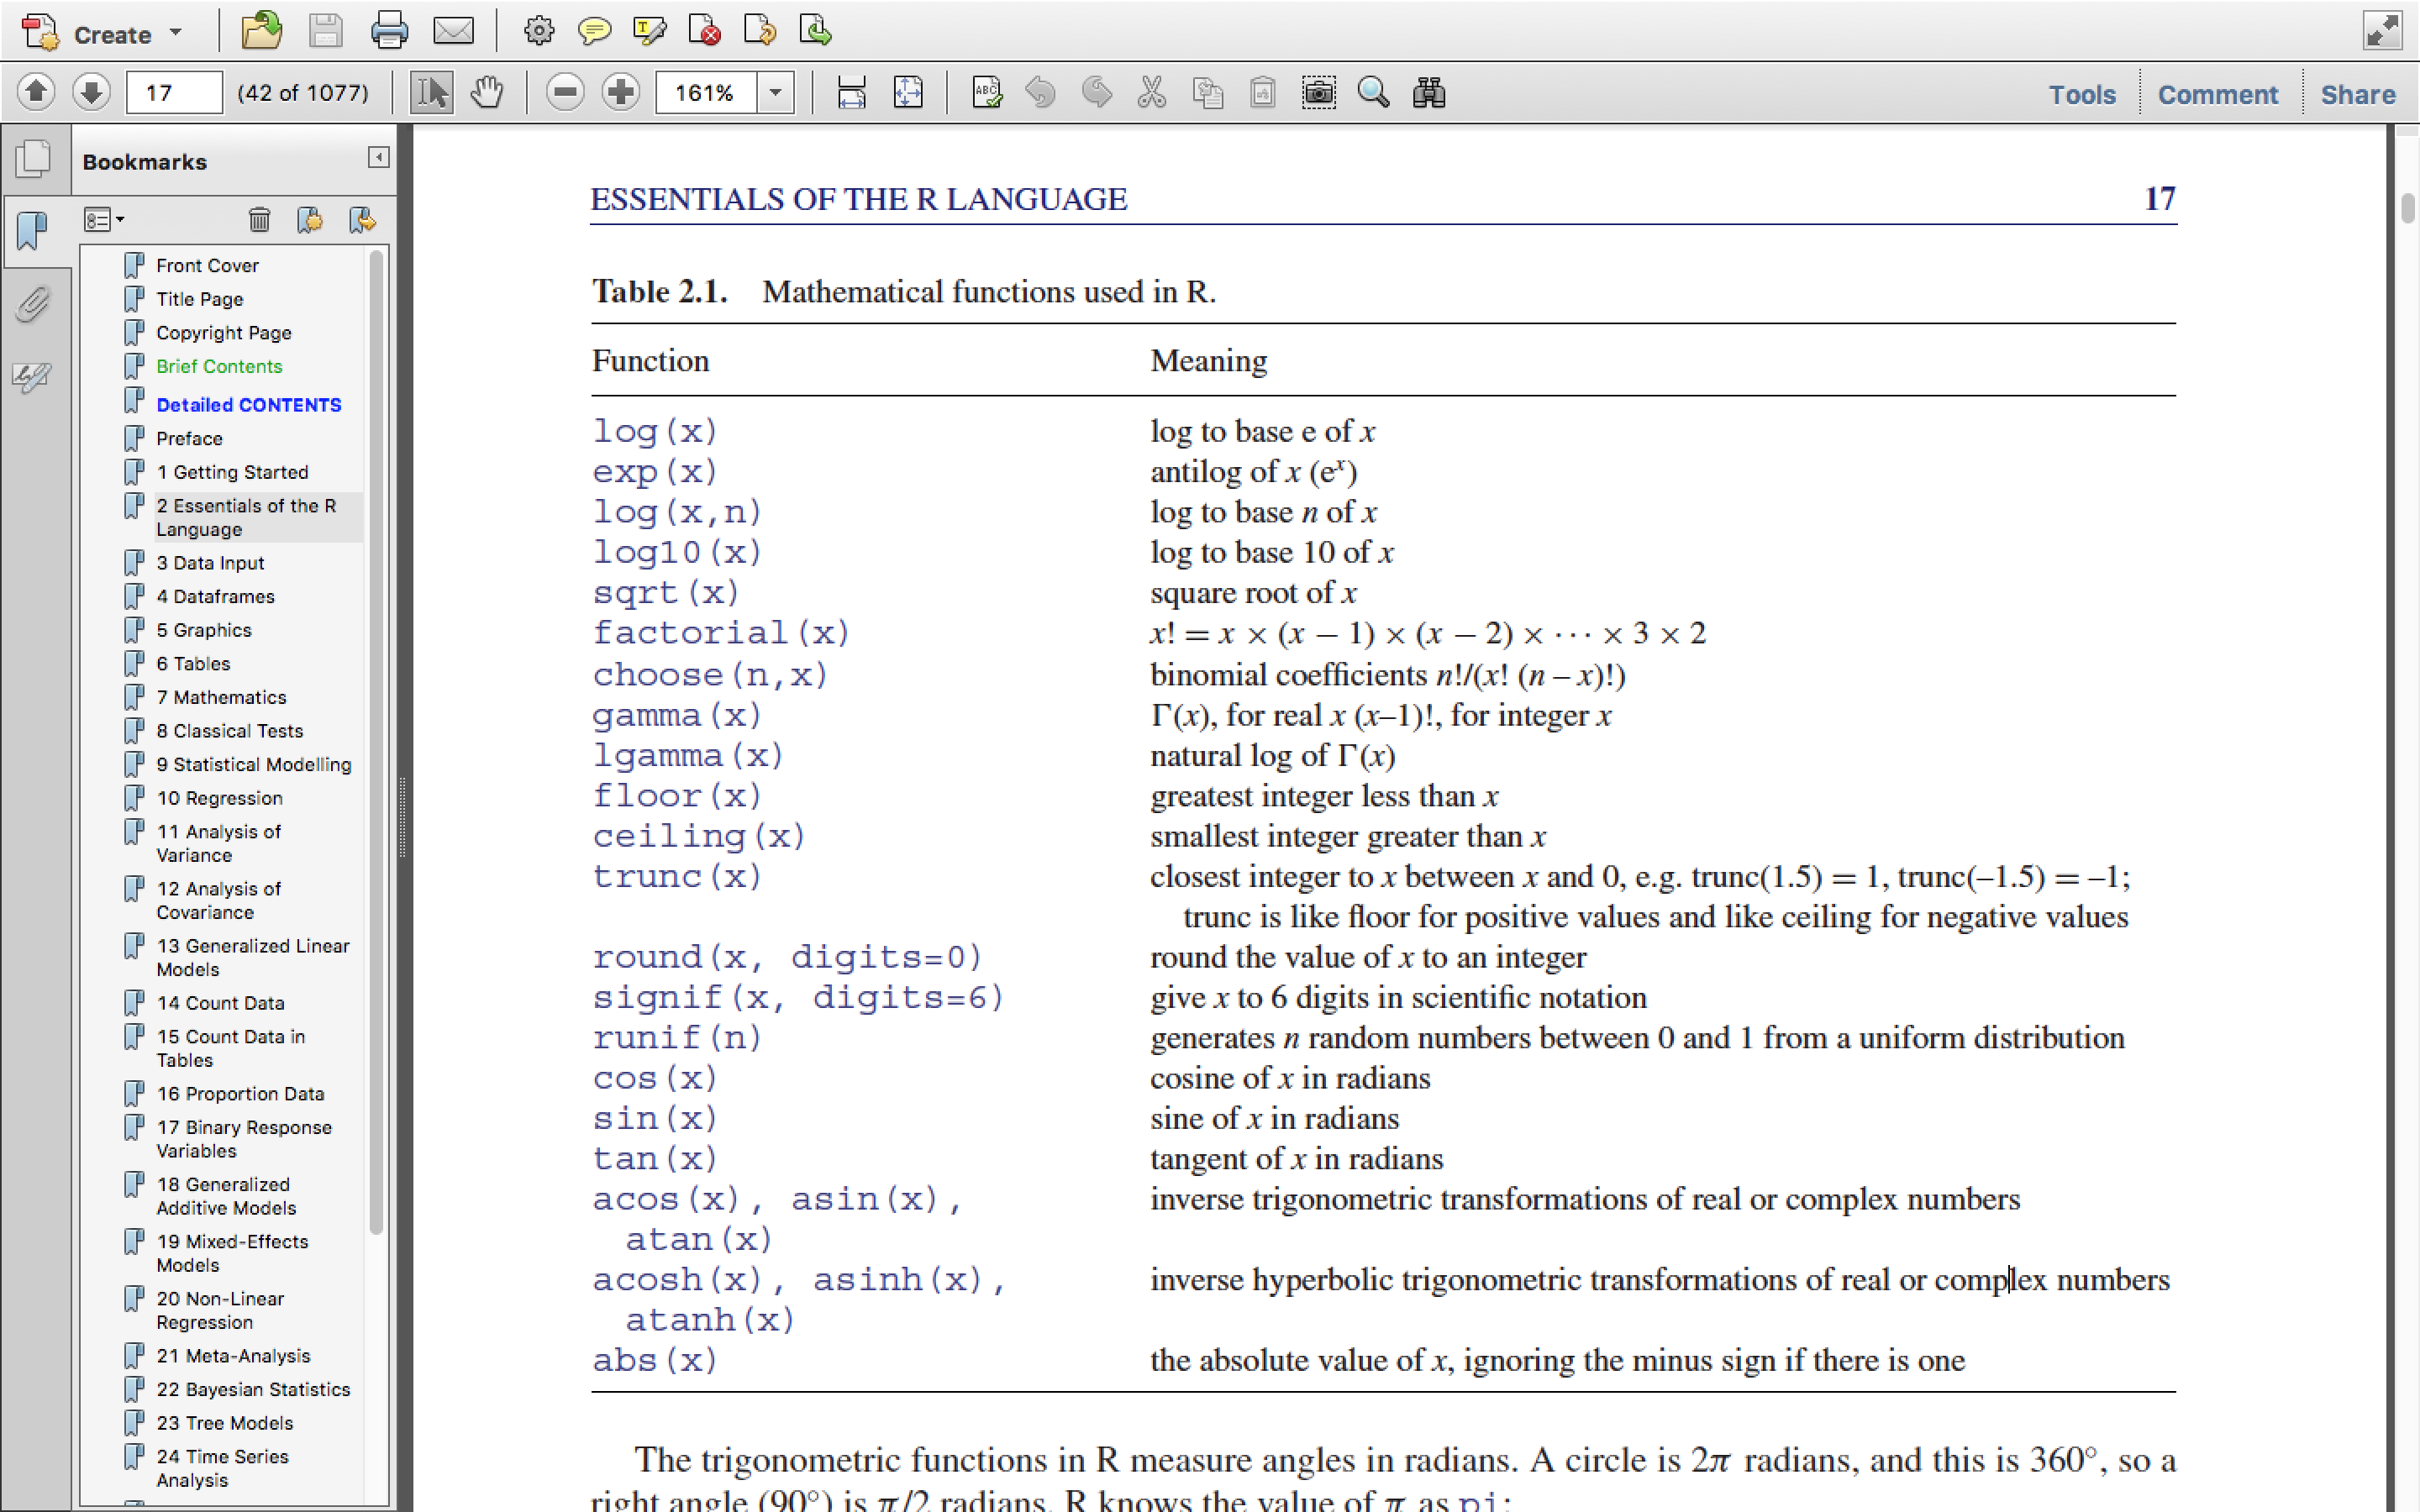 Create
17 (42 of 1077) 161% Tools Comment Share
Bookmarks
Front Cover
Title Page
Copyright Page
Brief Contents
Detailed CONTENTS
Preface
1 Getting Started
2 Essentials of the R
Language
3 Data Input
4 Dataframes
5 Graphics
6 Tables
7 Mathematics
8 Classical Tests
9 Statistical Modelling
10 Regression
11 Analysis of
Variance
12 Analysis of
Covariance
13 Generalized Linear
Models
14 Count Data
15 Count Data in
Tables
16 Proportion Data
17 Binary Response
Variables
18 Generalized
Additive Models
19 Mixed-Effects
Models
20 Non-Linear
Regression
21 Meta-Analysis
22 Bayesian Statistics
23 Tree Models
24 Time Series
Analysis
ESSENTIALS OF THE R LANGUAGE 17
Table 2.1. Mathematical functions used in R.
Function Meaning
log(x) log to base e of x
exp(x) antilog of x (eˣ)
log(x,n) log to base n of x
log10(x) log to base 10 of x
sqrt(x) square root of x
factorial(x) x! = x × (x − 1) × (x − 2) × ··· × 3 × 2
choose(n,x) binomial coefficients n!/(x! (n – x)!)
gamma(x) Γ(x), for real x (x–1)!, for integer x
lgamma(x) natural log of Γ(x)
floor(x) greatest integer less than x
ceiling(x) smallest integer greater than x
trunc(x) closest integer to x between x and 0, e.g. trunc(1.5) = 1, trunc(–1.5) = –1;
trunc is like floor for positive values and like ceiling for negative values
round(x, digits=0) round the value of x to an integer
signif(x, digits=6) give x to 6 digits in scientific notation
runif(n) generates n random numbers between 0 and 1 from a uniform distribution
cos(x) cosine of x in radians
sin(x) sine of x in radians
tan(x) tangent of x in radians
acos(x), asin(x), inverse trigonometric transformations of real or complex numbers
atan(x)
acosh(x), asinh(x), inverse hyperbolic trigonometric transformations of real or complex numbers
atanh(x)
abs(x) the absolute value of x, ignoring the minus sign if there is one
The trigonometric functions in R measure angles in radians. A circle is 2π radians, and this is 360°, so a
right angle (90°) is π/2 radians. R knows the value of π as pi: